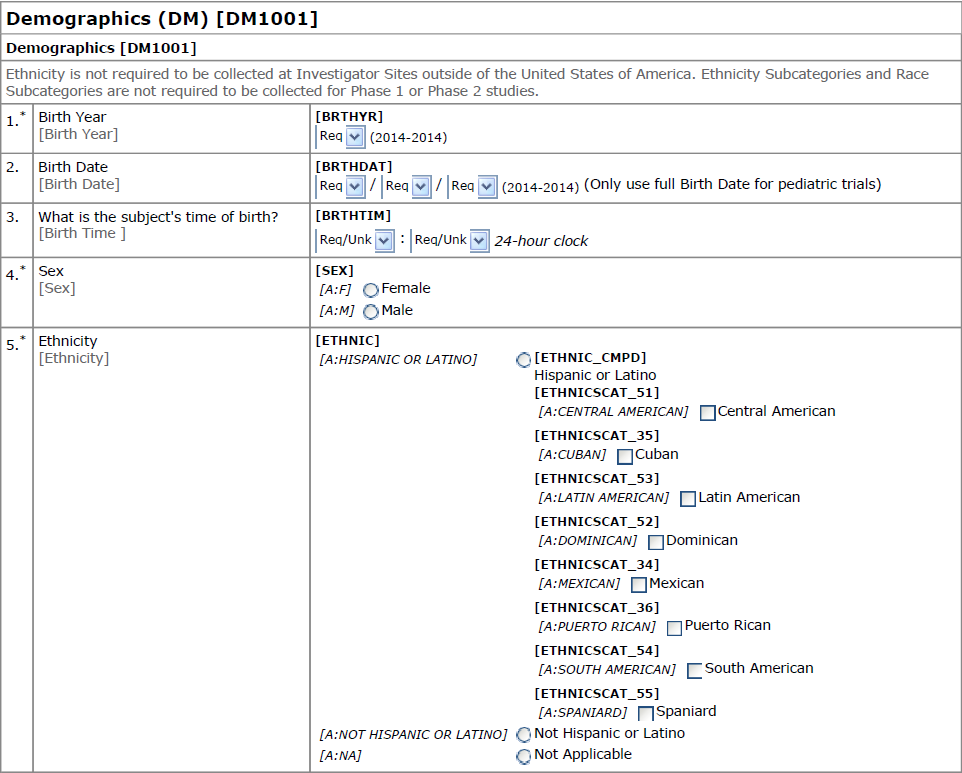 Demographics (DM) [DM1001]
Demographics [DM1001]
Ethnicity is not required to be collected at Investigator Sites outside of the United States of America. Ethnicity Subcategories and Race
Subcategories are not required to be collected for Phase 1 or Phase 2 studies.
1.* Birth Year [BRTHYR]
[Birth Year] Req (2014-2014)
2. Birth Date [BRTHDAT]
[Birth Date] Req / Req / Req (2014-2014) (Only use full Birth Date for pediatric trials)
3. What is the subject's time of birth? [BRTHTIM]
[Birth Time ] Req/Unk : Req/Unk 24-hour clock
4.* Sex [SEX]
[Sex] [A:F] Female
[A:M] Male
5.* Ethnicity [ETHNIC]
[Ethnicity] [A:HISPANIC OR LATINO] [ETHNIC_CMPD]
Hispanic or Latino
[ETHNICSCAT_51]
[A:CENTRAL AMERICAN] Central American
[ETHNICSCAT_35]
[A:CUBAN] Cuban
[ETHNICSCAT_53]
[A:LATIN AMERICAN] Latin American
[ETHNICSCAT_52]
[A:DOMINICAN] Dominican
[ETHNICSCAT_34]
[A:MEXICAN] Mexican
[ETHNICSCAT_36]
[A:PUERTO RICAN] Puerto Rican
[ETHNICSCAT_54]
[A:SOUTH AMERICAN] South American
[ETHNICSCAT_55]
[A:SPANIARD] Spaniard
[A:NOT HISPANIC OR LATINO] Not Hispanic or Latino
[A:NA] Not Applicable